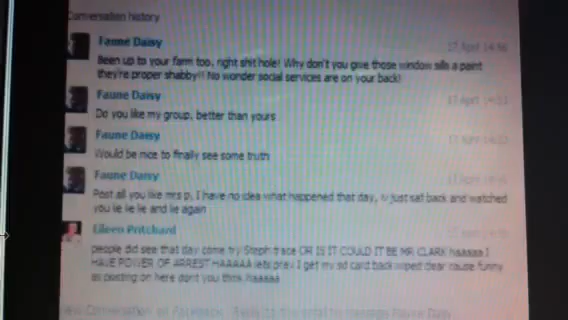 Conversation history
Faune Daisy
17 April 14:56
Been up to your farm too, right shit hole! Why don't you give those window sills a paint
they're proper shabby!! No wonder social services are on your back!
Faune Daisy
Do you like my group, better than yours
Faune Daisy
Would be nice to finally see some truth
Faune Daisy
Post all you like mrs p, I have no idea what happened that day, iv just sat back and watched
you lie lie and lie again
Eileen Pritchard
people did see that day come try Steph trace OR IS IT COULD IT BE MR CLARK haaaaa I
HAVE POWER OF ARREST HAAAAA lets pray I get my sd card back wiped dear cause funny
as posting on here dont you think haaaaa